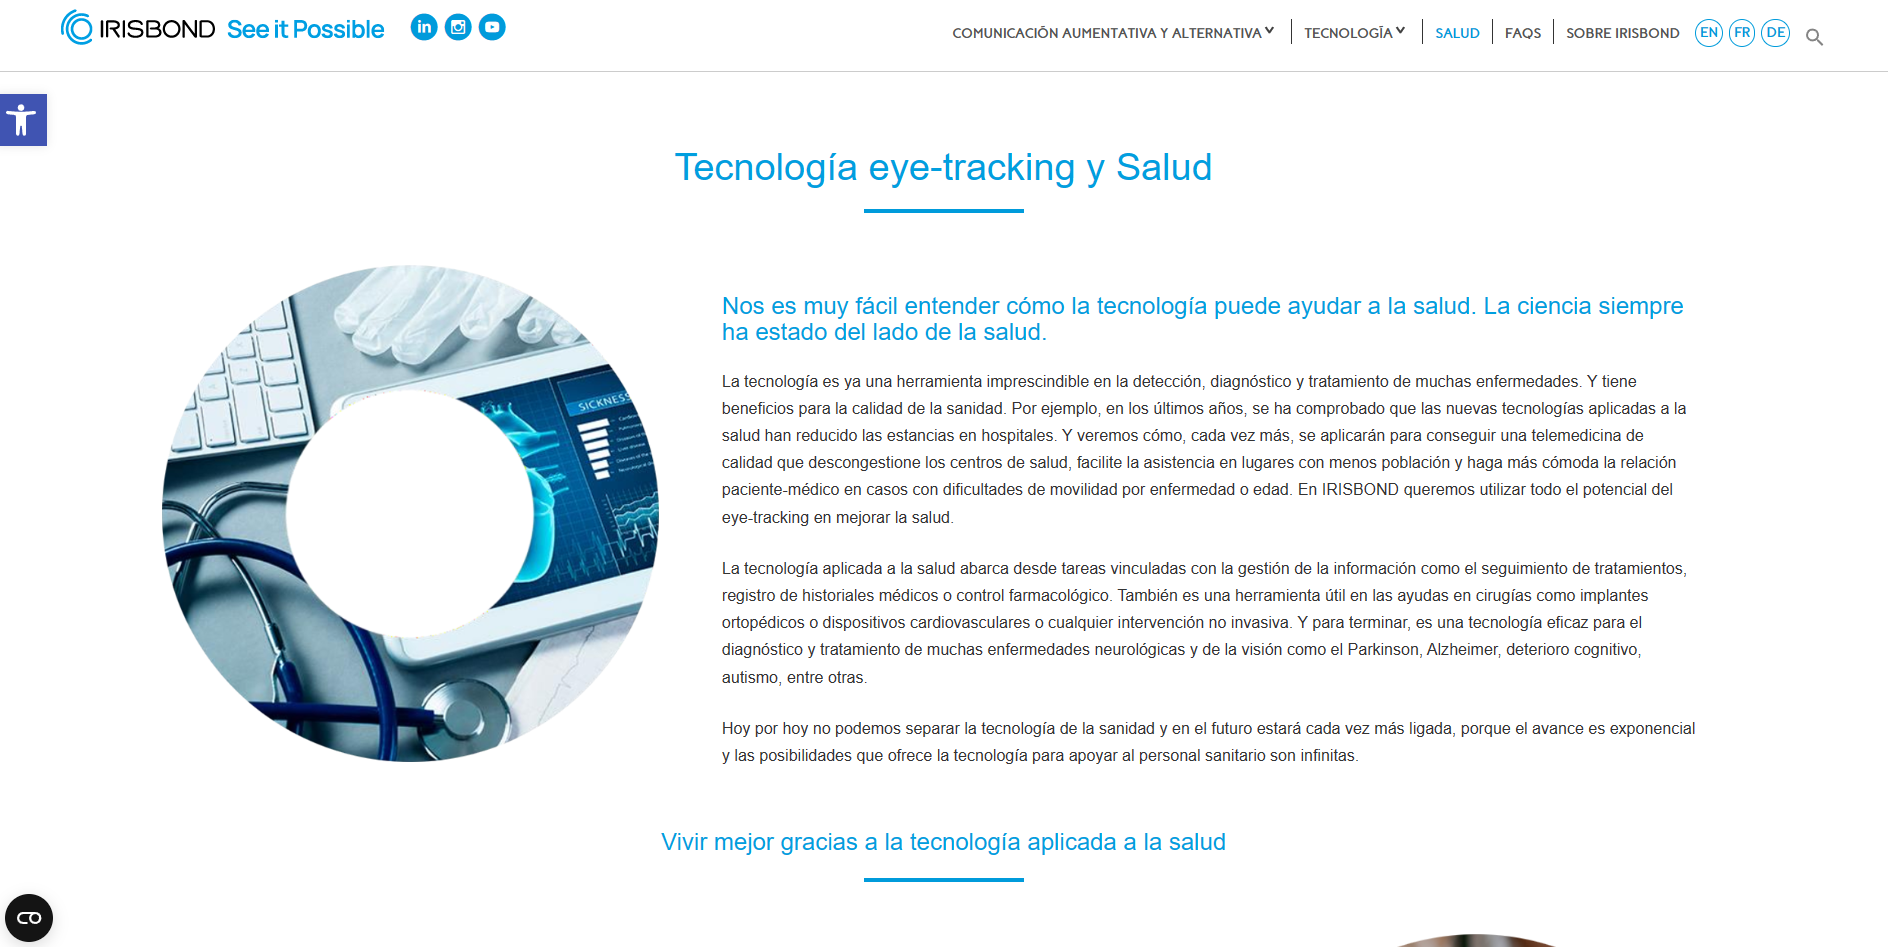 IRISBOND See it Possible
COMUNICACIÓN AUMENTATIVA Y ALTERNATIVA
TECNOLOGÍA
SALUD
FAQS
SOBRE IRISBOND
EN
FR
DE
Tecnología eye-tracking y Salud
SICKNESS
Nos es muy fácil entender cómo la tecnología puede ayudar a la salud. La ciencia siempre
ha estado del lado de la salud.
La tecnología es ya una herramienta imprescindible en la detección, diagnóstico y tratamiento de muchas enfermedades. Y tiene
beneficios para la calidad de la sanidad. Por ejemplo, en los últimos años, se ha comprobado que las nuevas tecnologías aplicadas a la
salud han reducido las estancias en hospitales. Y veremos cómo, cada vez más, se aplicarán para conseguir una telemedicina de
calidad que descongestione los centros de salud, facilite la asistencia en lugares con menos población y haga más cómoda la relación
paciente-médico en casos con dificultades de movilidad por enfermedad o edad. En IRISBOND queremos utilizar todo el potencial del
eye-tracking en mejorar la salud.
La tecnología aplicada a la salud abarca desde tareas vinculadas con la gestión de la información como el seguimiento de tratamientos,
registro de historiales médicos o control farmacológico. También es una herramienta útil en las ayudas en cirugías como implantes
ortopédicos o dispositivos cardiovasculares o cualquier intervención no invasiva. Y para terminar, es una tecnología eficaz para el
diagnóstico y tratamiento de muchas enfermedades neurológicas y de la visión como el Parkinson, Alzheimer, deterioro cognitivo,
autismo, entre otras.
Hoy por hoy no podemos separar la tecnología de la sanidad y en el futuro estará cada vez más ligada, porque el avance es exponencial
y las posibilidades que ofrece la tecnología para apoyar al personal sanitario son infinitas.
Vivir mejor gracias a la tecnología aplicada a la salud